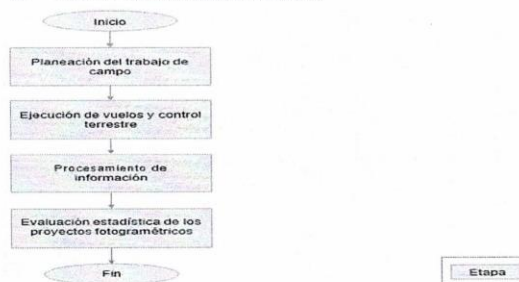 Inicio
Planeación del trabajo de
campo
Ejecución de vuelos y control
terrestre
Procesamiento de
información
Evaluación estadística de los
proyectos fotogramétricos
Fin
Etapa